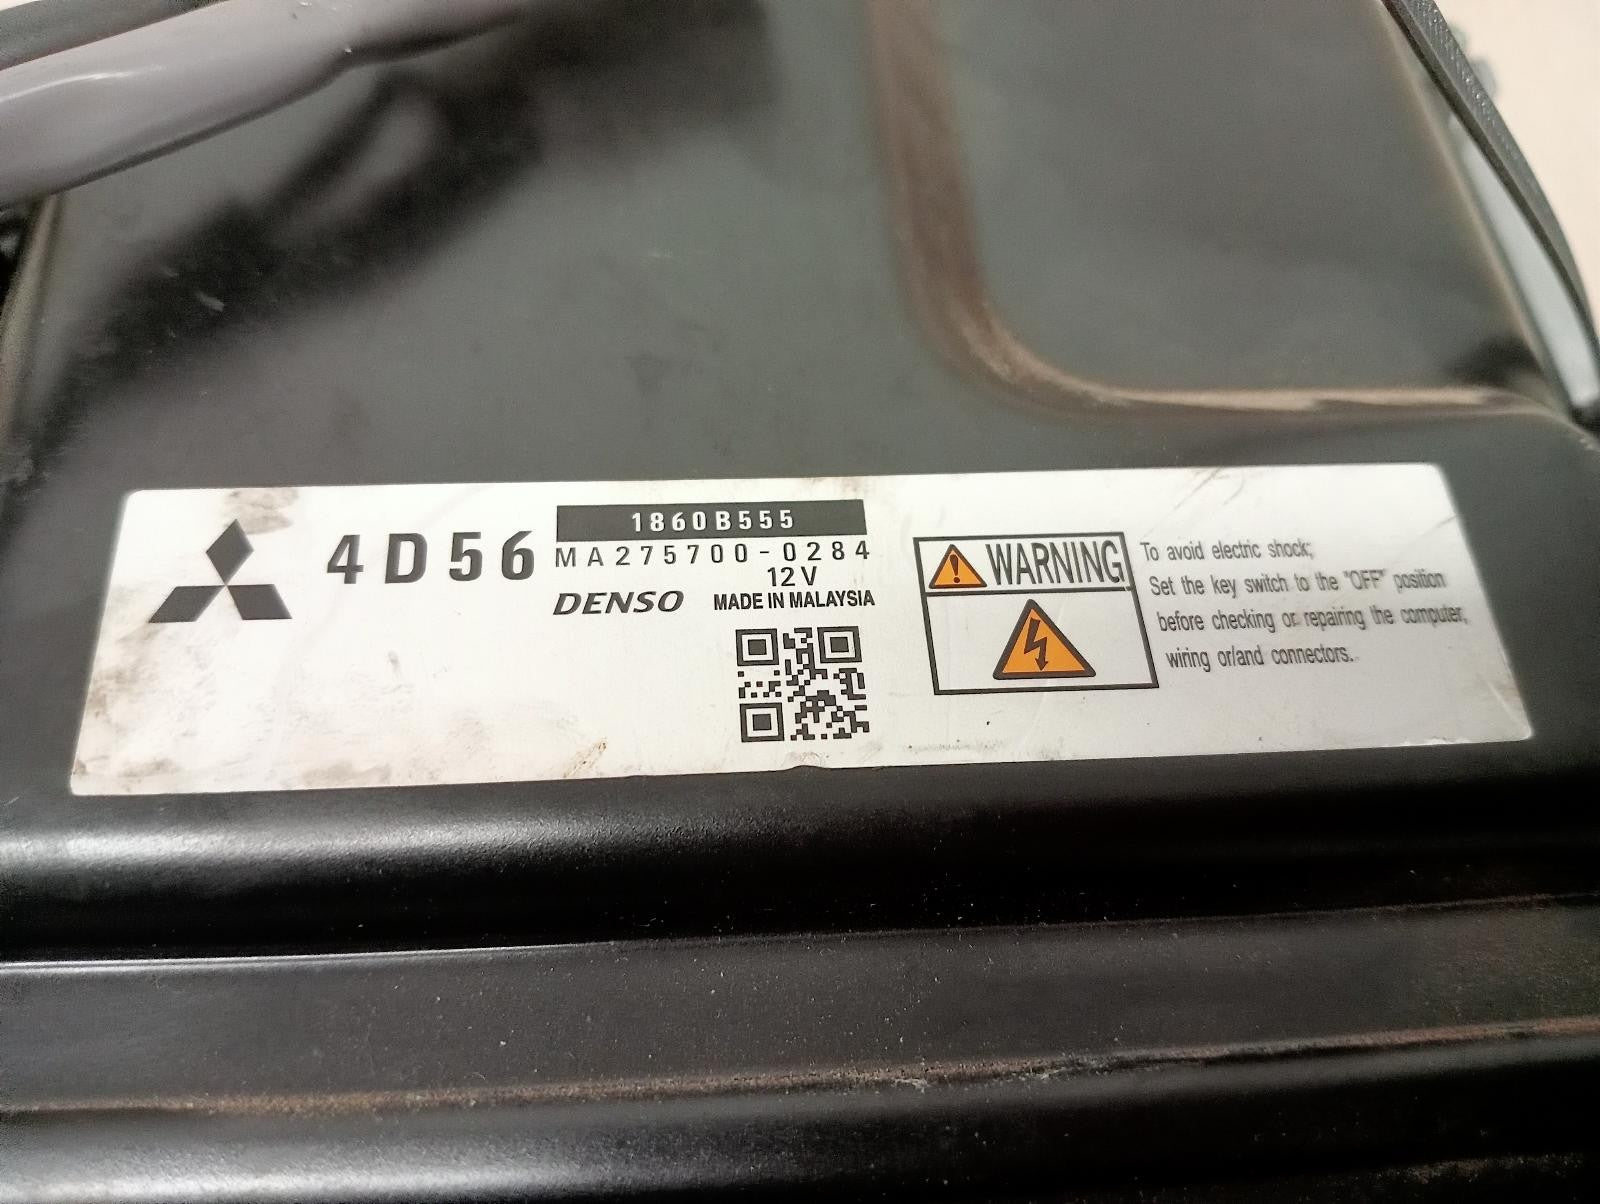 4D56
1860B555
MA275700-0284
12V
DENSO MADE IN MALAYSIA
WARNING
To avoid electric shock;
Set the key switch to the "OFF" position
before checking or repairing the computer,
wiring or/and connectors.